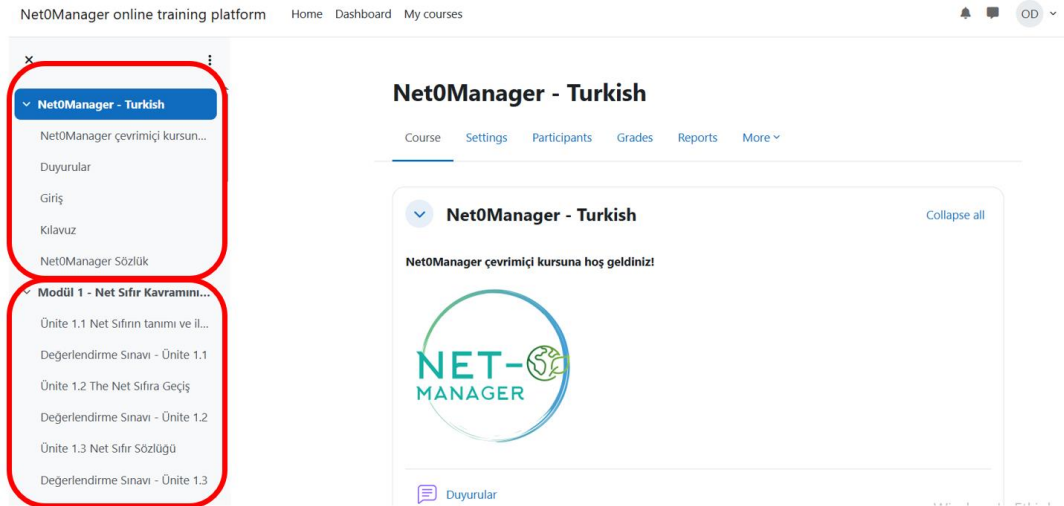 Net0Manager online training platform Home Dashboard My courses OD
Net0Manager - Turkish
Net0Manager çevrimiçi kursun...
Duyurular
Giriş
Kılavuz
Net0Manager Sözlük
Modül 1 - Net Sıfır Kavramını...
Ünite 1.1 Net Sıfırın tanımı ve il...
Değerlendirme Sınavı - Ünite 1.1
Ünite 1.2 The Net Sıfıra Geçiş
Değerlendirme Sınavı - Ünite 1.2
Ünite 1.3 Net Sıfır Sözlüğü
Değerlendirme Sınavı - Ünite 1.3
Net0Manager - Turkish
Course Settings Participants Grades Reports More
Net0Manager - Turkish Collapse all
Net0Manager çevrimiçi kursuna hoş geldiniz!
NET-
MANAGER
Duyurular